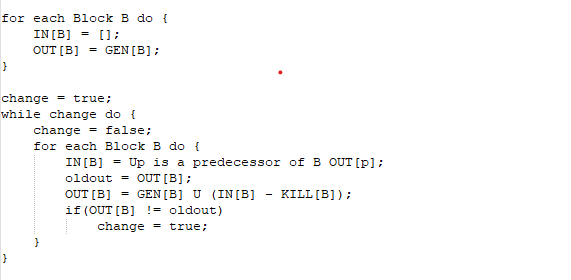 for each Block B do {
IN[B] = [];
OUT[B] = GEN[B];
}
change = true;
while change do {
change = false;
for each Block B do {
IN[B] = Up is a predecessor of B OUT[p];
oldout = OUT[B];
OUT[B] = GEN[B] U (IN[B] - KILL[B]);
if(OUT[B] != oldout)
change = true;
}
}